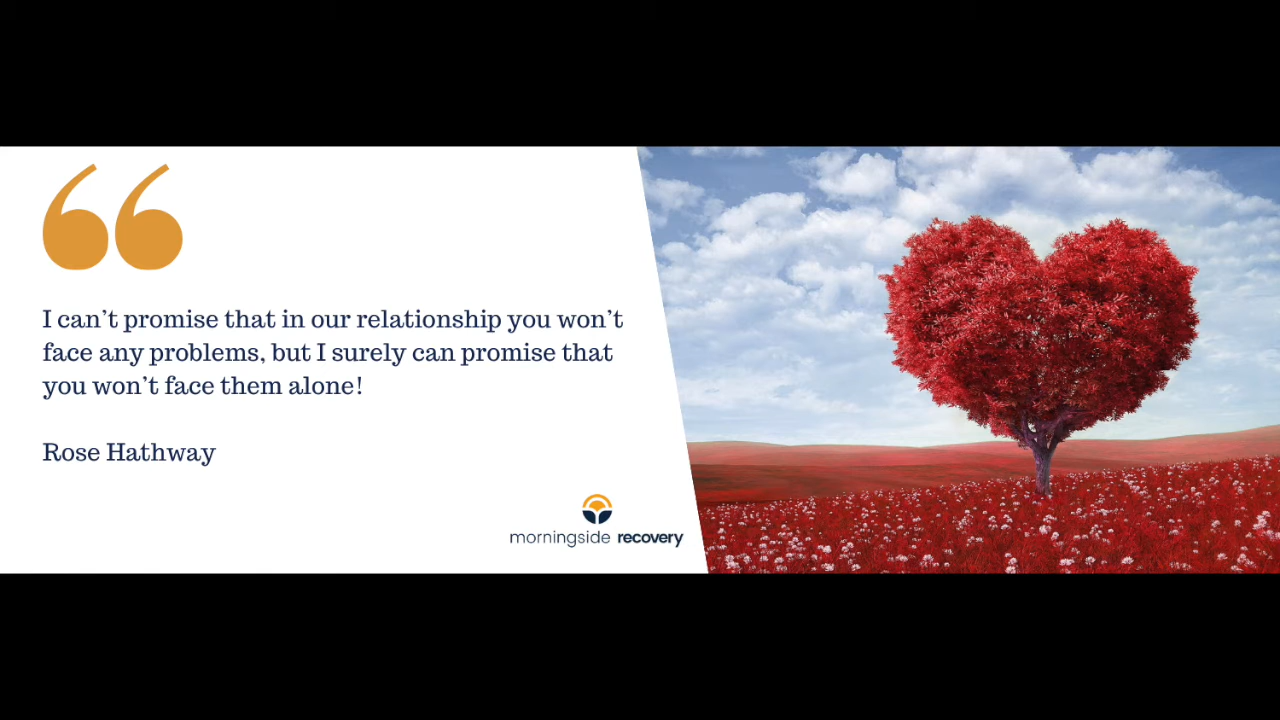 I can’t promise that in our relationship you won’t
face any problems, but I surely can promise that
you won’t face them alone!
Rose Hathway
morningside recovery